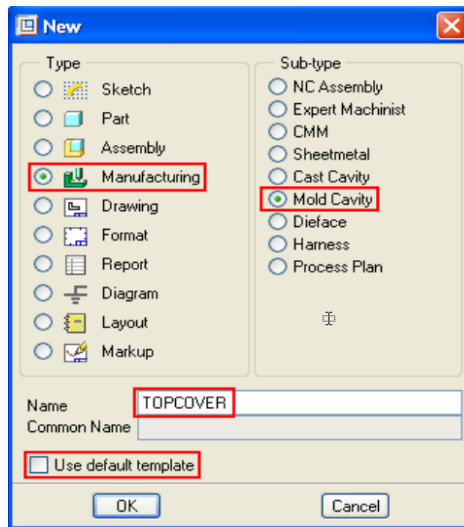 New
Type
Sketch
Part
Assembly
Manufacturing
Drawing
Format
Report
Diagram
Layout
Markup
Sub-type
NC Assembly
Expert Machinist
CMM
Sheetmetal
Cast Cavity
Mold Cavity
Dieface
Harness
Process Plan
Name TOPCOVER
Common Name
Use default template
OK Cancel